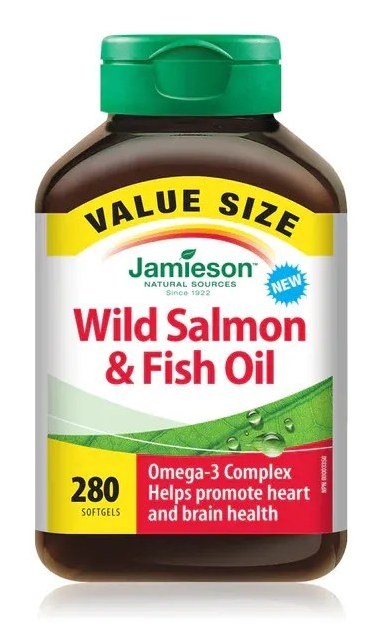 VALUE SIZE
Jamieson™
NATURAL SOURCES
Since 1922
NEW
Wild Salmon
& Fish Oil
280
SOFTGELS
Omega-3 Complex
Helps promote heart
and brain health